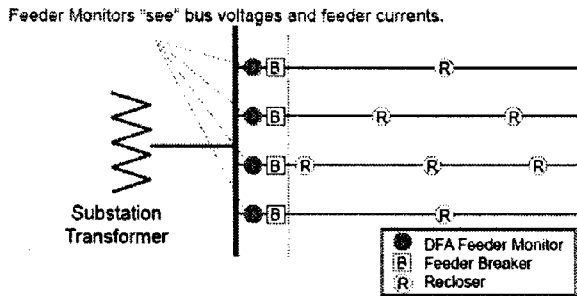 Feeder Monitors "see" bus voltages and feeder currents.
B R
B R R
B R R R
B R
Substation
Transformer
DFA Feeder Monitor
B Feeder Breaker
R Recloser